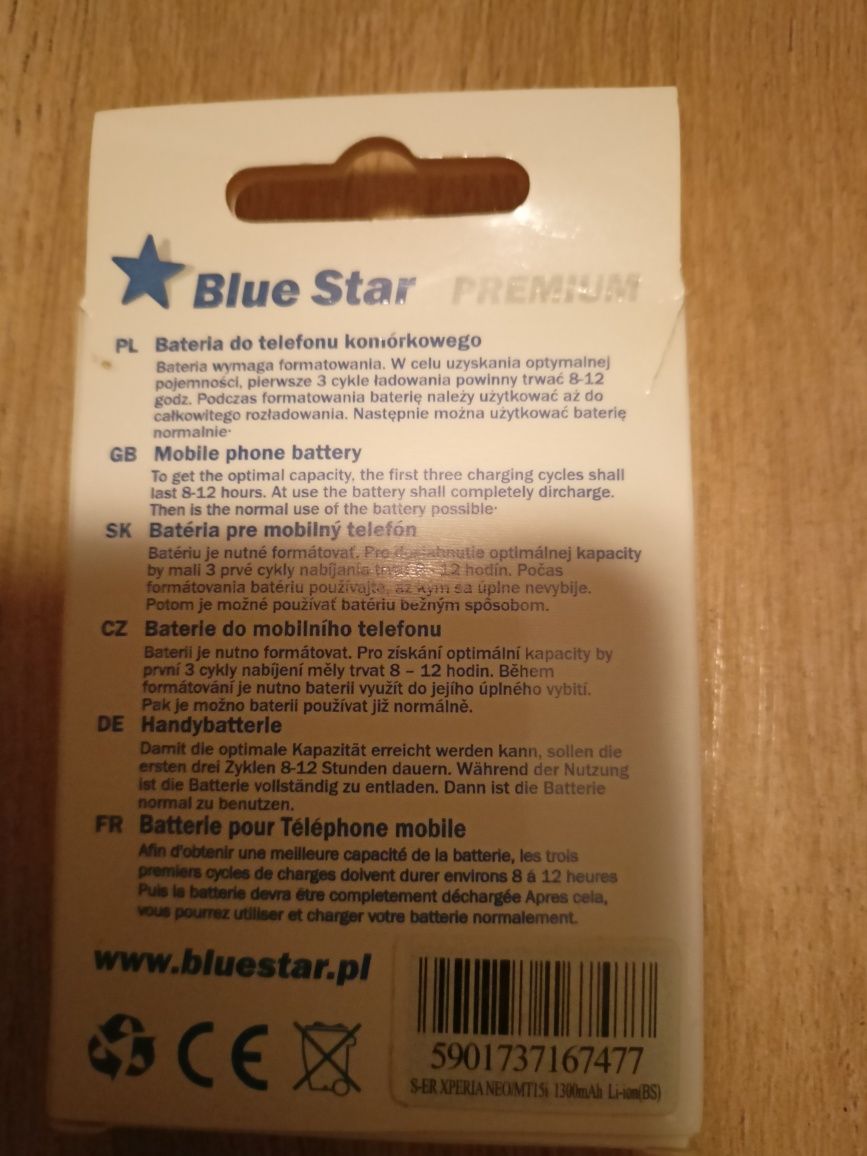 Blue Star PREMIUM
PL Bateria do telefonu komórkowego
Bateria wymaga formatowania. W celu uzyskania optymalnej
pojemności, pierwsze 3 cykle ładowania powinny trwać 8-12
godz. Podczas formatowania baterię należy użytkować aż do
całkowitego rozładowania. Następnie można użytkować baterię
normalnie.
GB Mobile phone battery
To get the optimal capacity, the first three charging cycles shall
last 8-12 hours. At use the battery shall completely dircharge.
Then is the normal use of the battery possible.
SK Batéria pre mobilný telefón
Batériu je nutné formátovať. Pro dosiahnutie optimálnej kapacity
by mali 3 prvé cykly nabíjania trvať 8 - 12 hodín. Počas
formátovania batériu používajte, až kým sa úplne nevybije.
Potom je možné používať batériu bežným spôsobom.
CZ Baterie do mobilního telefonu
Baterii je nutno formátovat. Pro získání optimální kapacity by
první 3 cykly nabíjení měly trvat 8 – 12 hodin. Během
formátování je nutno baterii využít do jejího úplného vybití.
Pak je možno baterii používat již normálně.
DE Handybatterie
Damit die optimale Kapazität erreicht werden kann, sollen die
ersten drei Zyklen 8-12 Stunden dauern. Während der Nutzung
ist die Batterie vollständig zu entladen. Dann ist die Batterie
normal zu benutzen.
FR Batterie pour Téléphone mobile
Afin d'obtenir une meilleure capacité de la batterie, les trois
premiers cycles de charges doivent durer environs 8 á 12 heures
Puis la batterie devra étre completement déchargée Apres cela,
vous pourrez utiliser et charger votre batterie normalement.
www.bluestar.pl
CE
5901737167477
S-ER XPERIA NEO/MT15i 1300mAh Li-ion(BS)